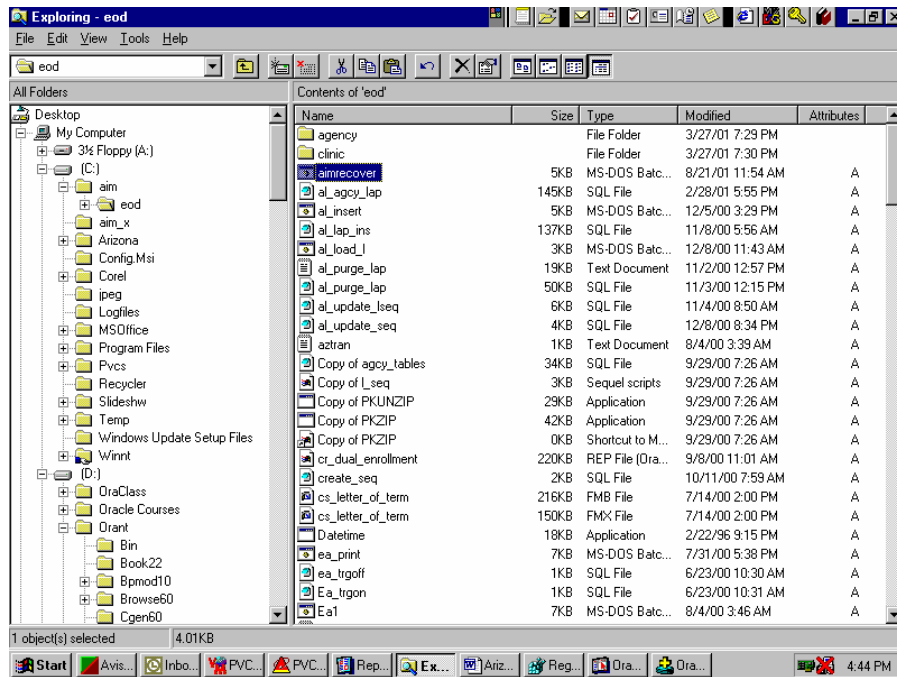 Exploring - eod
File Edit View Tools Help
eod
All Folders Contents of 'eod'
Desktop
My Computer
3½ Floppy (A:)
(C:)
aim
eod
aim_x
Arizona
Config.Msi
Corel
jpeg
Logfiles
MSOffice
Program Files
Pvcs
Recycler
Slideshw
Temp
Windows Update Setup Files
Winnt
(D:)
OraClass
Oracle Courses
Orant
Bin
Book22
Bpmod10
Browse60
Cgen60
Name Size Type Modified Attributes
agency File Folder 3/27/01 7:29 PM
clinic File Folder 3/27/01 7:30 PM
aimrecover 5KB MS-DOS Batc... 8/21/01 11:54 AM A
al_agcy_lap 145KB SQL File 2/28/01 5:55 PM A
al_insert 5KB MS-DOS Batc... 12/5/00 3:29 PM A
al_lap_ins 137KB SQL File 11/8/00 5:56 AM A
al_load_l 3KB MS-DOS Batc... 12/8/00 11:43 AM A
al_purge_lap 19KB Text Document 11/2/00 12:57 PM A
al_purge_lap 50KB SQL File 11/3/00 12:15 PM A
al_update_lseq 6KB SQL File 11/4/00 8:50 AM A
al_update_seq 4KB SQL File 12/8/00 8:34 PM A
aztran 1KB Text Document 8/4/00 3:39 AM A
Copy of agcy_tables 34KB SQL File 9/29/00 7:26 AM A
Copy of l_seq 3KB Sequel scripts 9/29/00 7:26 AM A
Copy of PKUNZIP 29KB Application 9/29/00 7:26 AM A
Copy of PKZIP 42KB Application 9/29/00 7:26 AM A
Copy of PKZIP 0KB Shortcut to M... 9/29/00 7:26 AM A
cr_dual_enrollment 220KB REP File (Ora... 9/8/00 11:01 AM A
create_seq 2KB SQL File 10/11/00 7:59 AM A
cs_letter_of_term 216KB FMB File 7/14/00 2:00 PM A
cs_letter_of_term 150KB FMX File 7/14/00 2:00 PM A
Datetime 18KB Application 2/22/96 9:15 PM A
ea_print 7KB MS-DOS Batc... 7/31/00 5:38 PM A
ea_trgoff 1KB SQL File 6/23/00 10:30 AM A
Ea_trgon 1KB SQL File 6/23/00 10:31 AM A
Ea1 7KB MS-DOS Batc... 8/4/00 3:46 AM A
1 object(s) selected 4.01KB
Start Avis... Inbo... PVC... PVC... Rep... Ex... Ariz... Reg... Ora... Ora... 4:44 PM